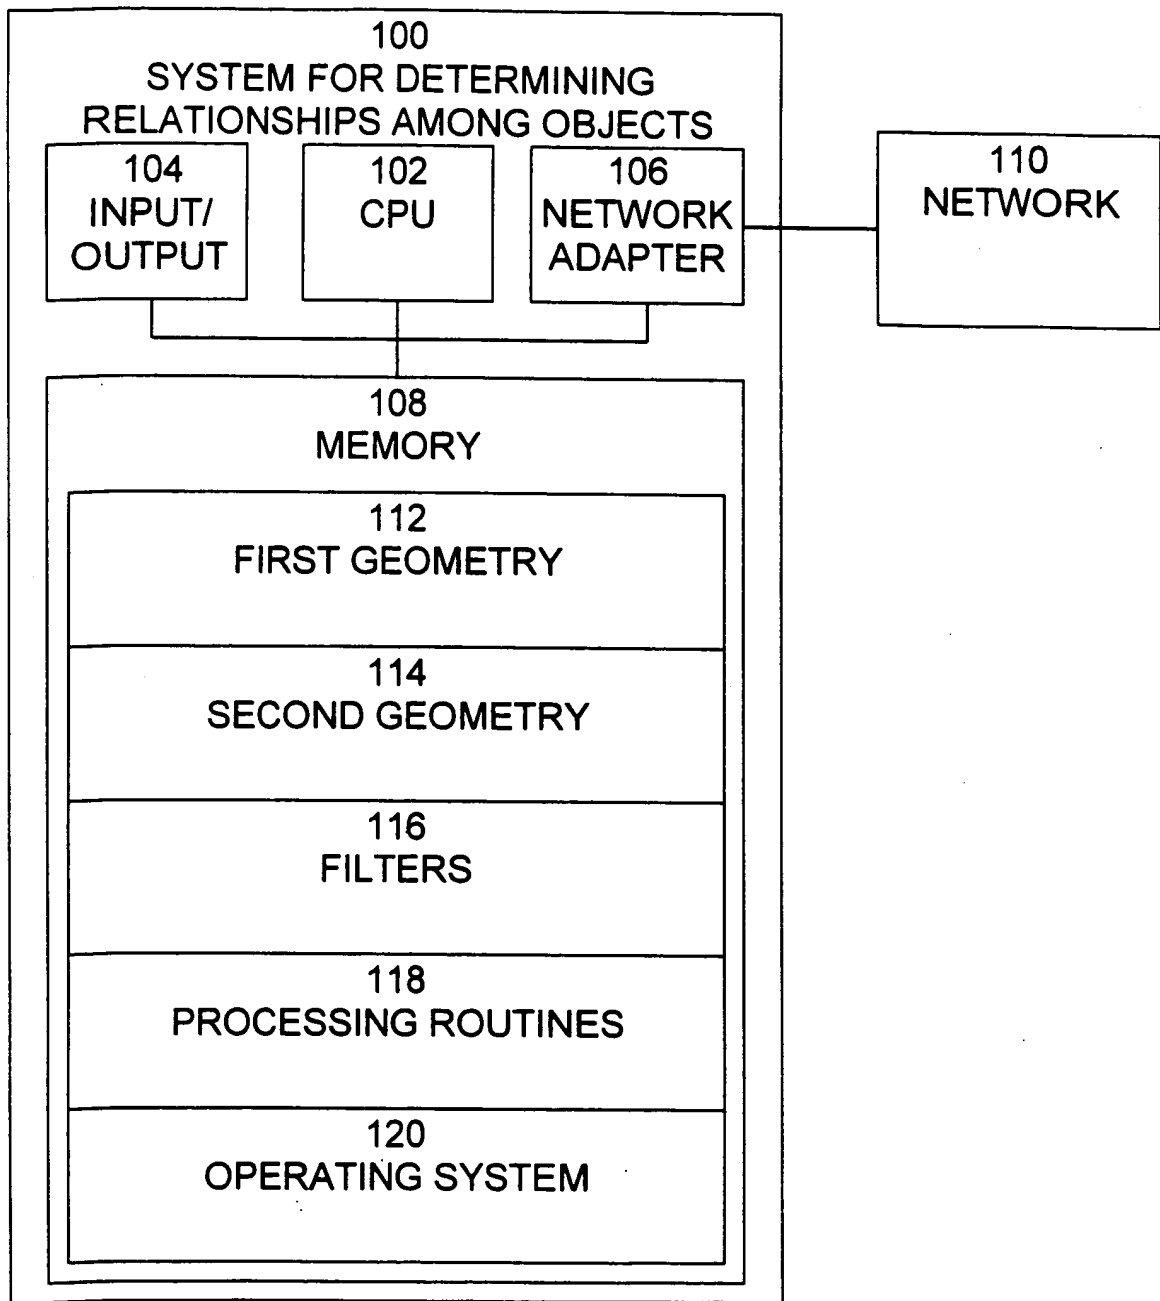 100
SYSTEM FOR DETERMINING
RELATIONSHIPS AMONG OBJECTS
104
INPUT/
OUTPUT
102
CPU
106
NETWORK
ADAPTER
110
NETWORK
108
MEMORY
112
FIRST GEOMETRY
114
SECOND GEOMETRY
116
FILTERS
118
PROCESSING ROUTINES
120
OPERATING SYSTEM